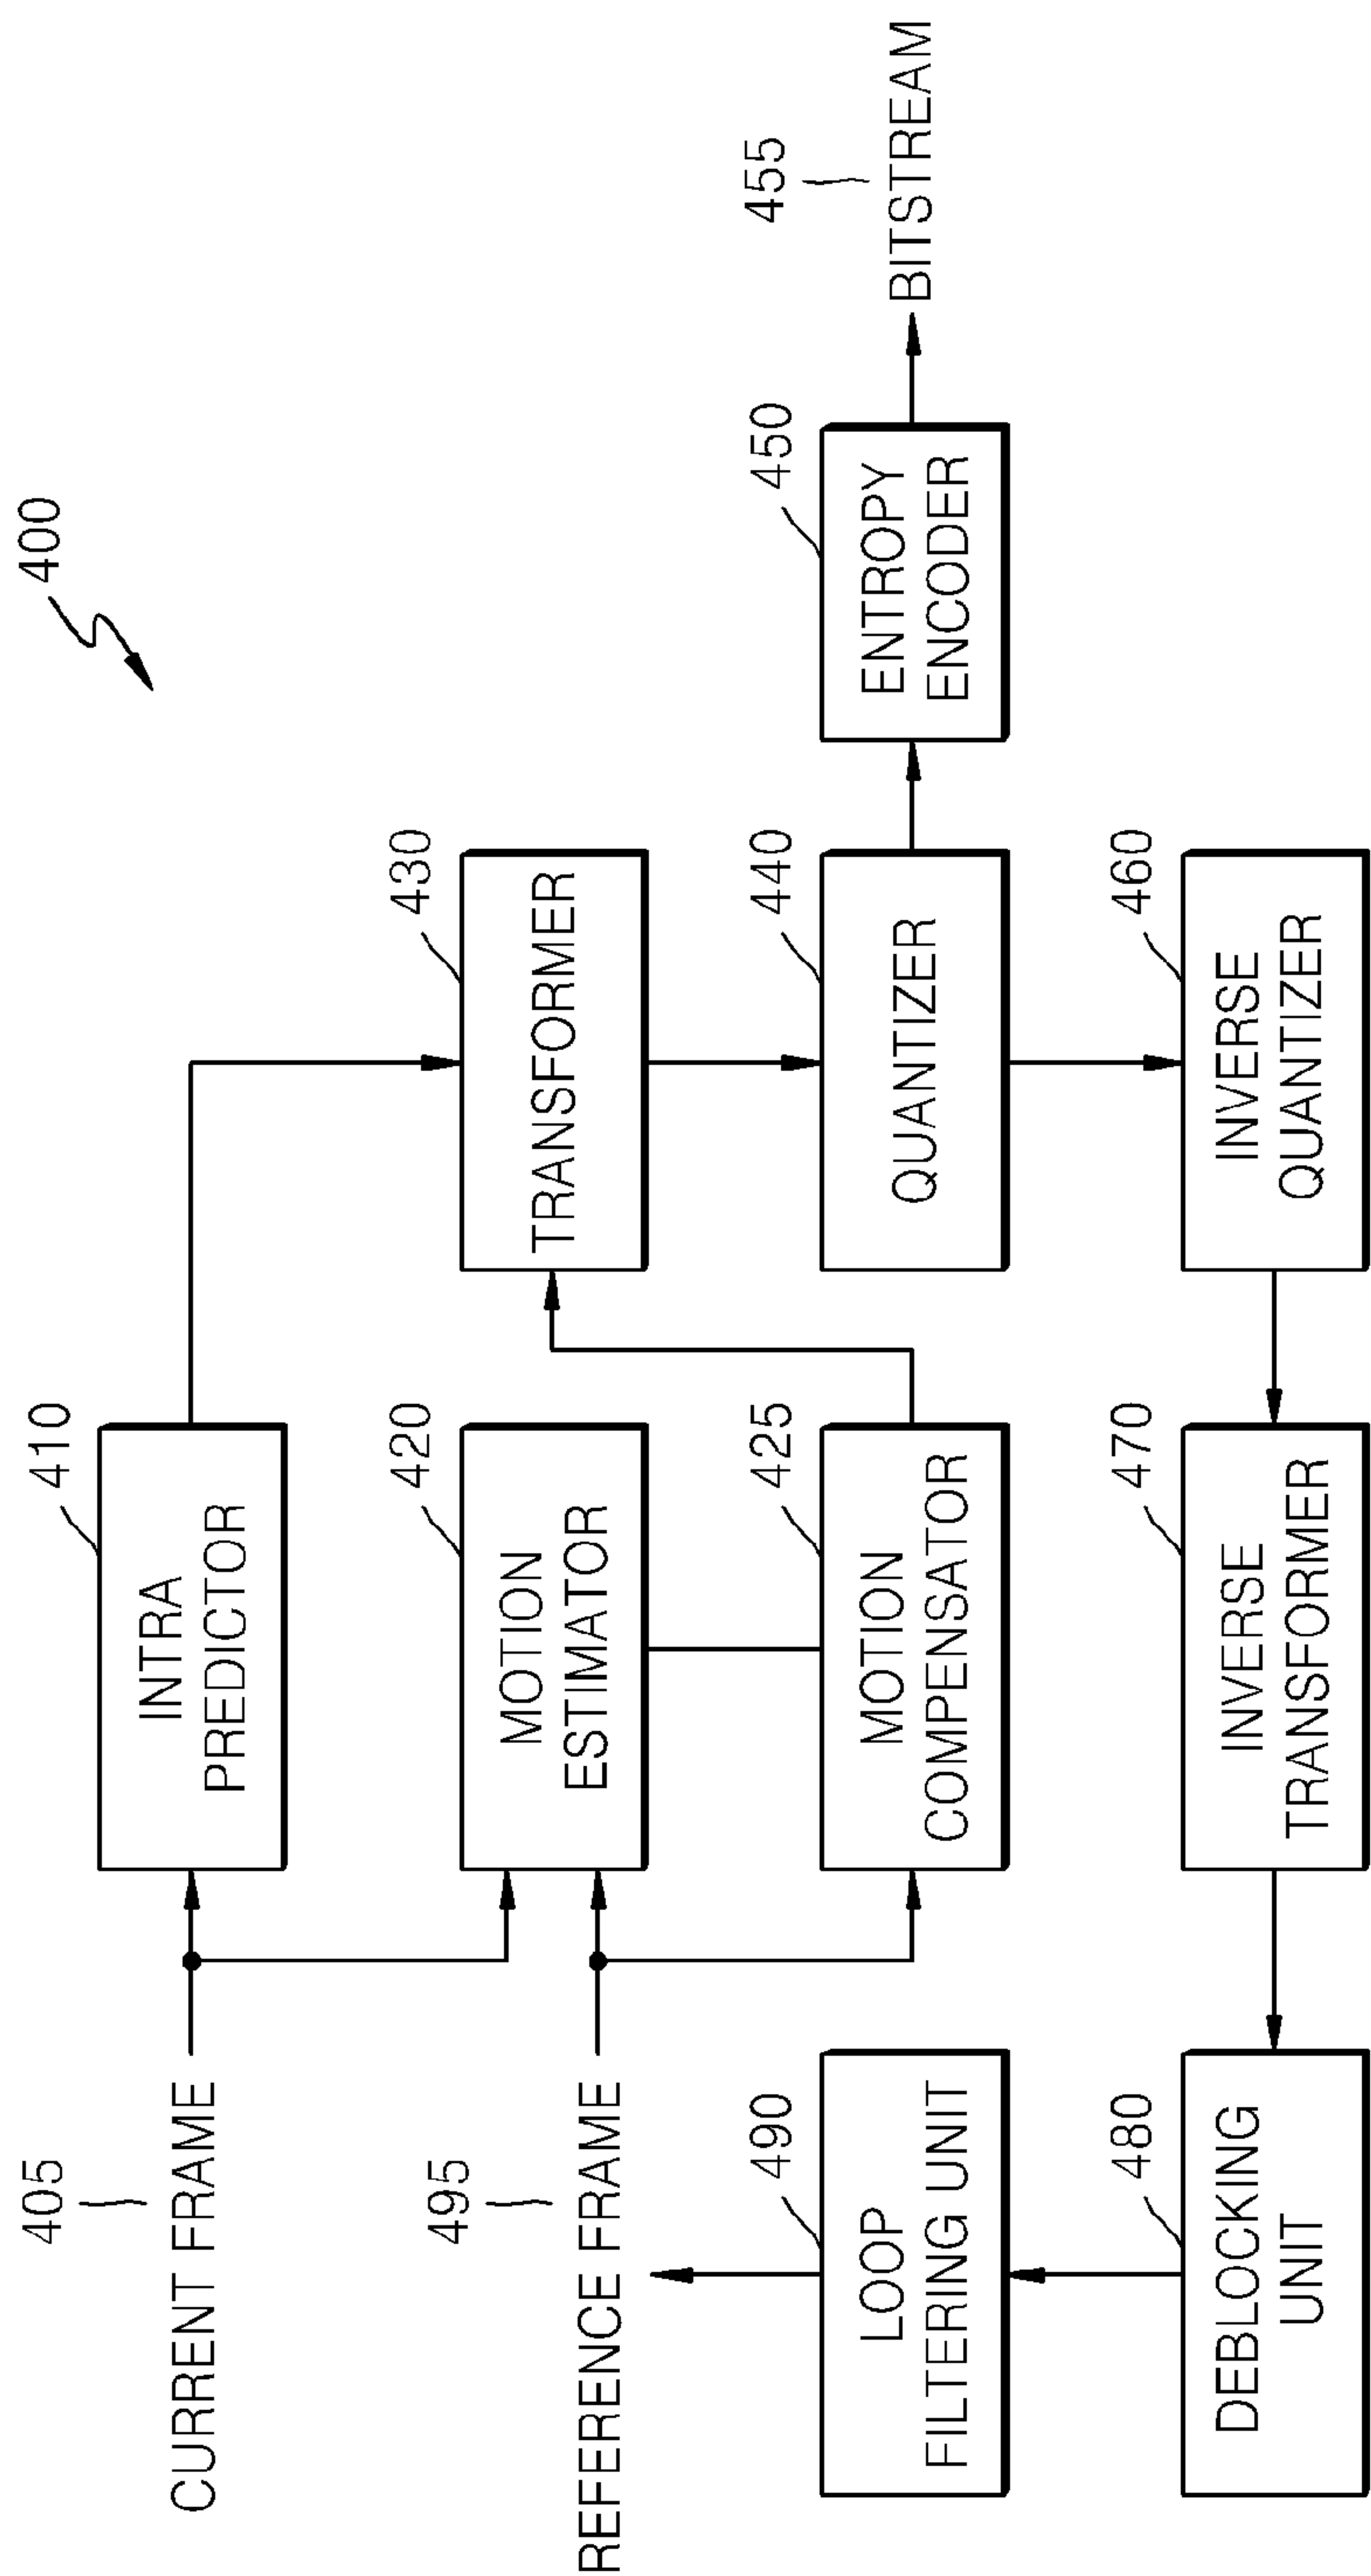 400
405
CURRENT FRAME
410
INTRA
PREDICTOR
495
REFERENCE FRAME
420
MOTION
ESTIMATOR
430
TRANSFORMER
490
LOOP
FILTERING UNIT
425
MOTION
COMPENSATOR
440
QUANTIZER
450
ENTROPY
ENCODER
455
BITSTREAM
480
DEBLOCKING
UNIT
470
INVERSE
TRANSFORMER
460
INVERSE
QUANTIZER